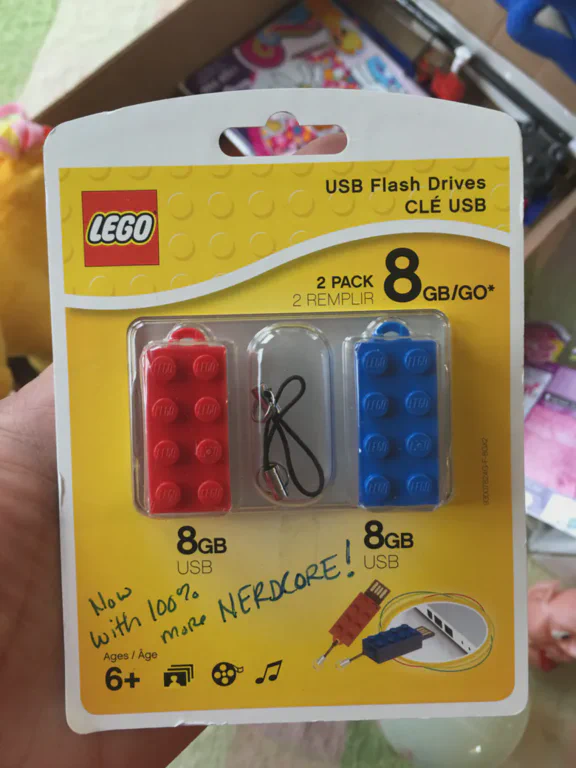 LEGO
USB Flash Drives
CLÉ USB
2 PACK
2 REMPLIR
8GB/GO*
8GB
USB
8GB
USB
Now
with 100%
more NERDCORE!
Ages / Âge
6+